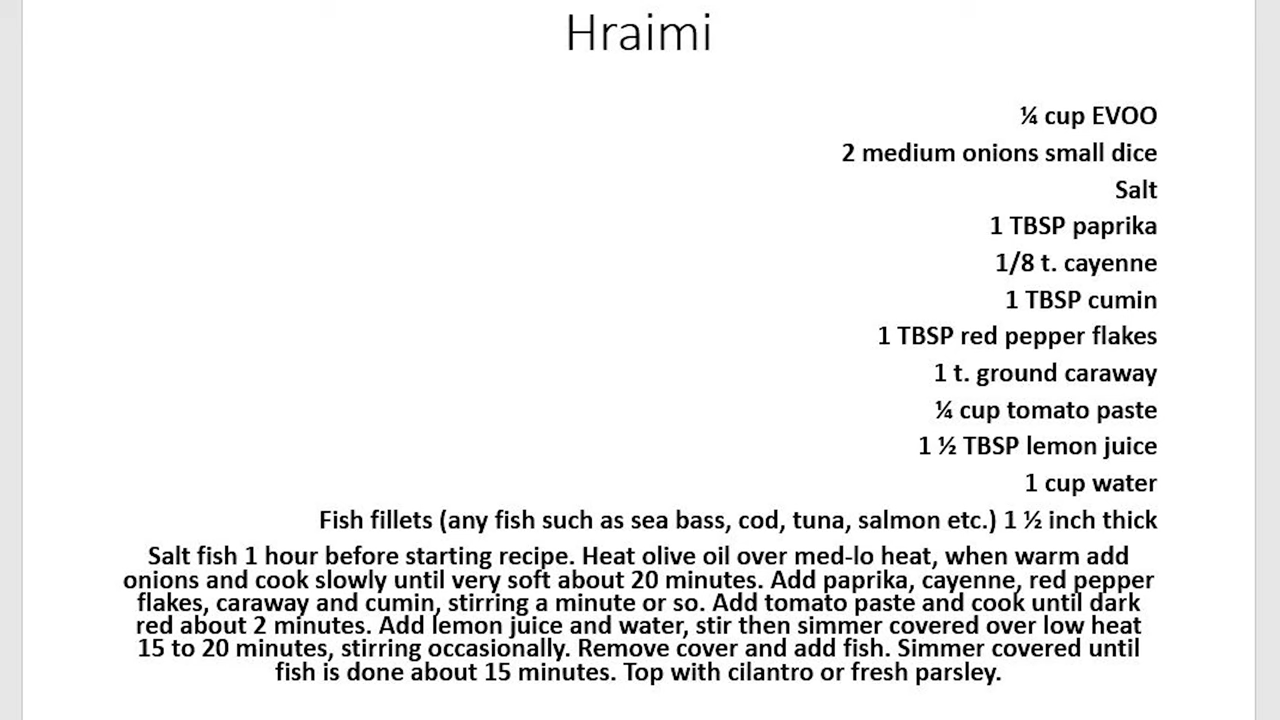 Hraimi
¼ cup EVOO
2 medium onions small dice
Salt
1 TBSP paprika
1/8 t. cayenne
1 TBSP cumin
1 TBSP red pepper flakes
1 t. ground caraway
¼ cup tomato paste
1 ½ TBSP lemon juice
1 cup water
Fish fillets (any fish such as sea bass, cod, tuna, salmon etc.) 1 ½ inch thick
Salt fish 1 hour before starting recipe. Heat olive oil over med-lo heat, when warm add
onions and cook slowly until very soft about 20 minutes. Add paprika, cayenne, red pepper
flakes, caraway and cumin, stirring a minute or so. Add tomato paste and cook until dark
red about 2 minutes. Add lemon juice and water, stir then simmer covered over low heat
15 to 20 minutes, stirring occasionally. Remove cover and add fish. Simmer covered until
fish is done about 15 minutes. Top with cilantro or fresh parsley.